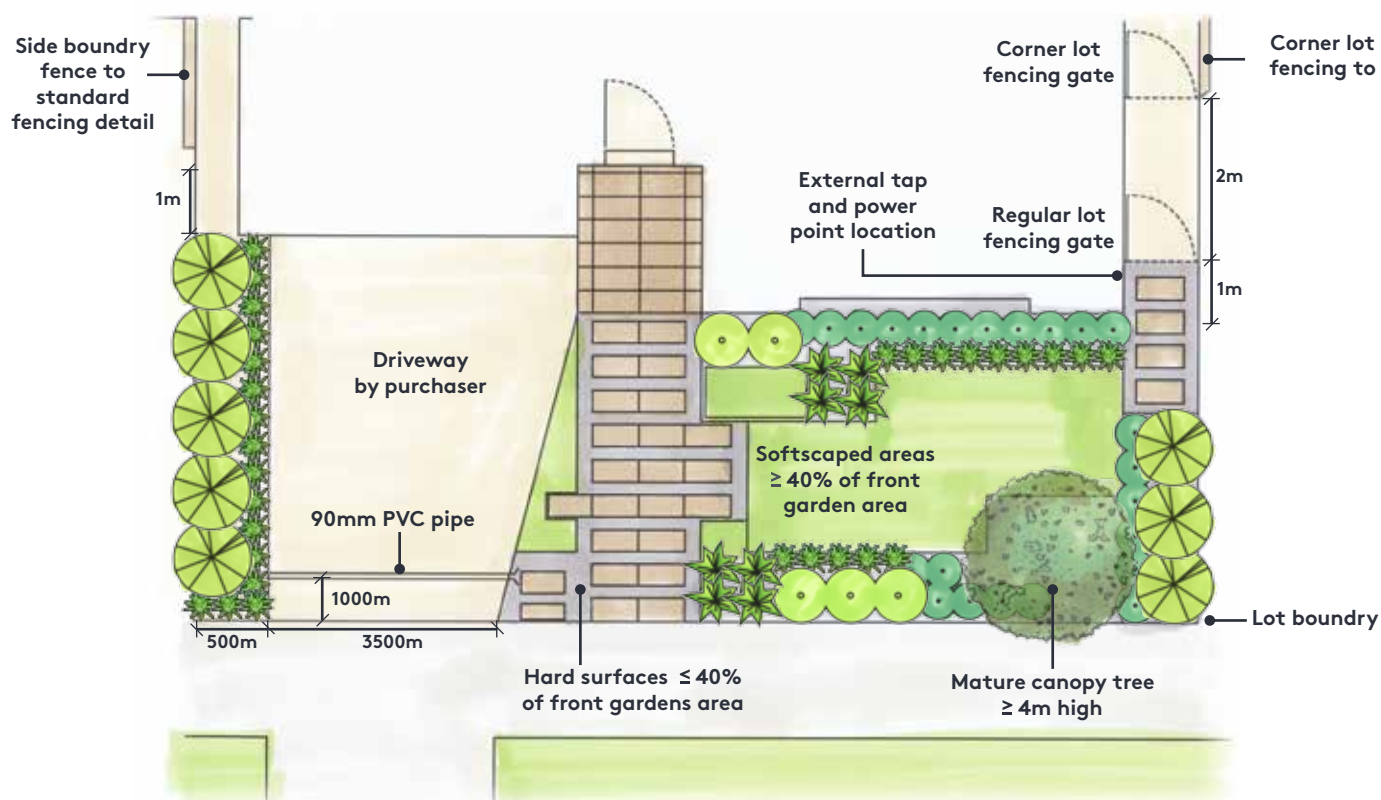 Side boundry
fence to
standard
fencing detail
Corner lot
fencing gate
Corner lot
fencing to
1m
2m
External tap
and power
point location
Regular lot
fencing gate
1m
Driveway
by purchaser
Softscaped areas
≥ 40% of front
garden area
90mm PVC pipe
1000m
500m
3500m
Lot boundry
Hard surfaces ≤ 40%
of front gardens area
Mature canopy tree
≥ 4m high